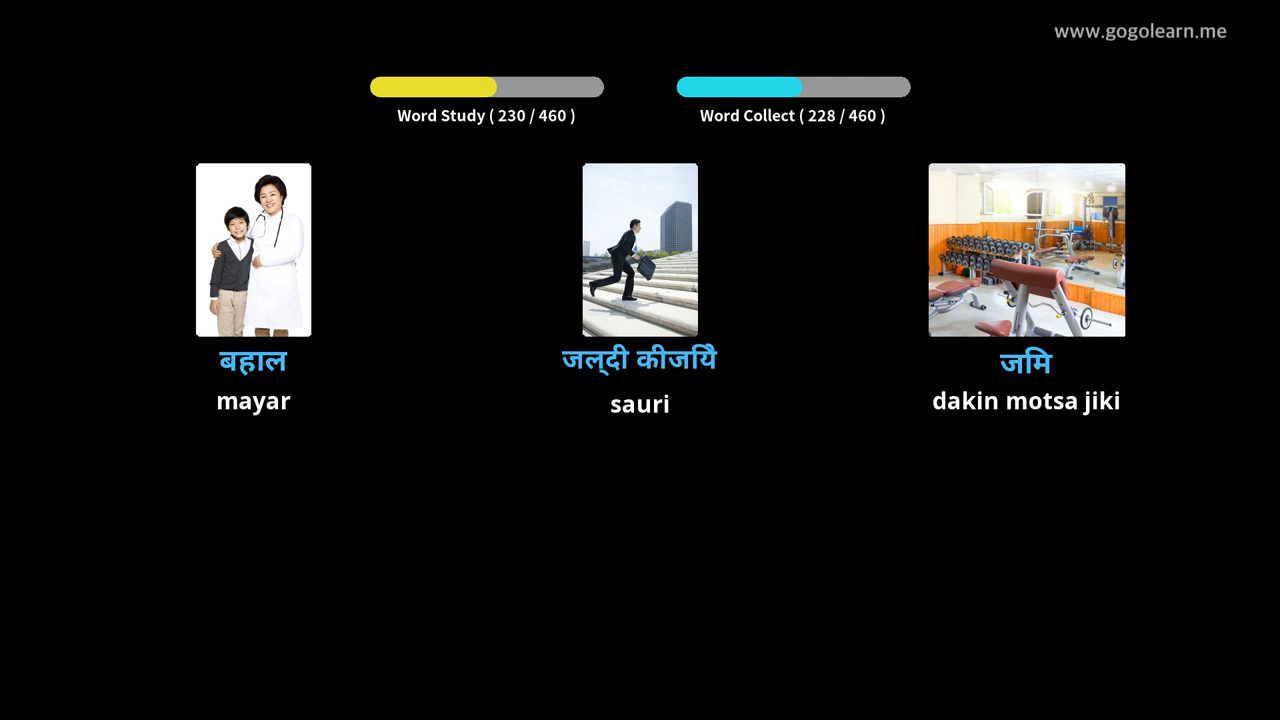 www.gogolearn.me
Word Study ( 230 / 460 )
Word Collect ( 228 / 460 )
बहाल
जल्दी कीजयिे
जमि
mayar
sauri
dakin motsa jiki